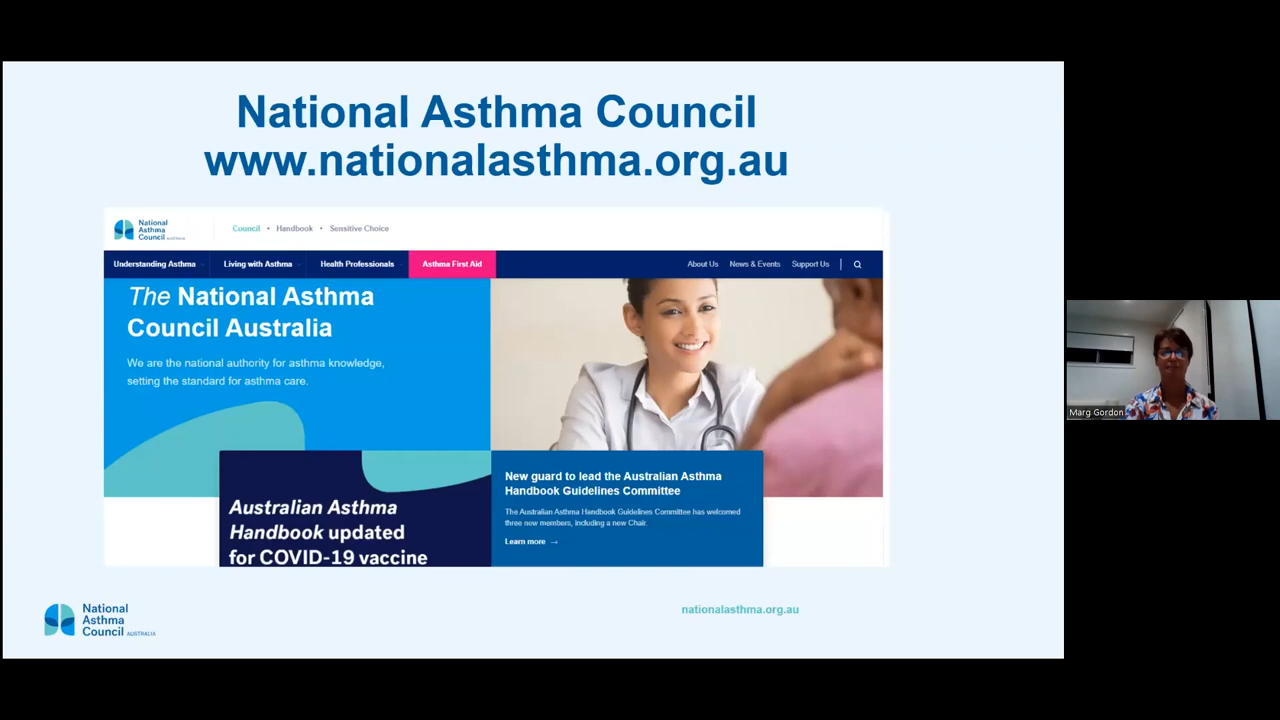 National Asthma Council
www.nationalasthma.org.au
National
Asthma
Council AUSTRALIA
Council • Handbook • Sensitive Choice
Understanding Asthma
Living with Asthma
Health Professionals
Asthma First Aid
About Us
News & Events
Support Us
The National Asthma
Council Australia
We are the national authority for asthma knowledge,
setting the standard for asthma care.
Australian Asthma
Handbook updated
for COVID-19 vaccine
New guard to lead the Australian Asthma
Handbook Guidelines Committee
The Australian Asthma Handbook Guidelines Committee has welcomed
three new members, including a new Chair.
Learn more →
Marg Gordon
National
Asthma
Council AUSTRALIA
nationalasthma.org.au